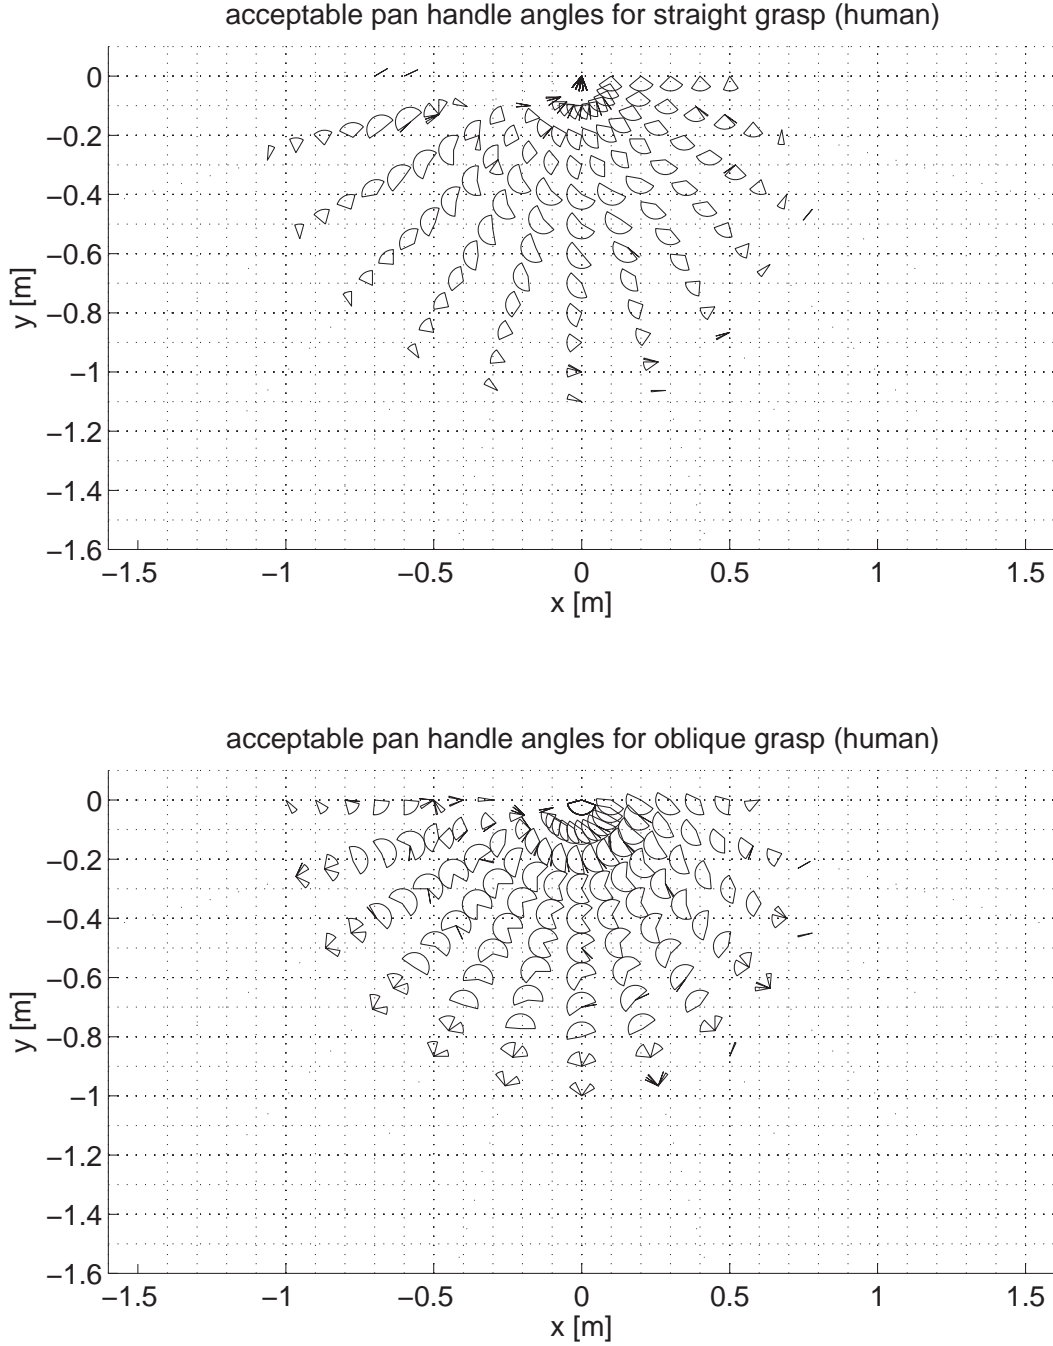 acceptable pan handle angles for straight grasp (human)
0
−0.2
−0.4
−0.6
−0.8
−1
−1.2
−1.4
−1.6
y [m]
−1.5 −1 −0.5 0 0.5 1 1.5
x [m]
acceptable pan handle angles for oblique grasp (human)
0
−0.2
−0.4
−0.6
−0.8
−1
−1.2
−1.4
−1.6
y [m]
−1.5 −1 −0.5 0 0.5 1 1.5
x [m]